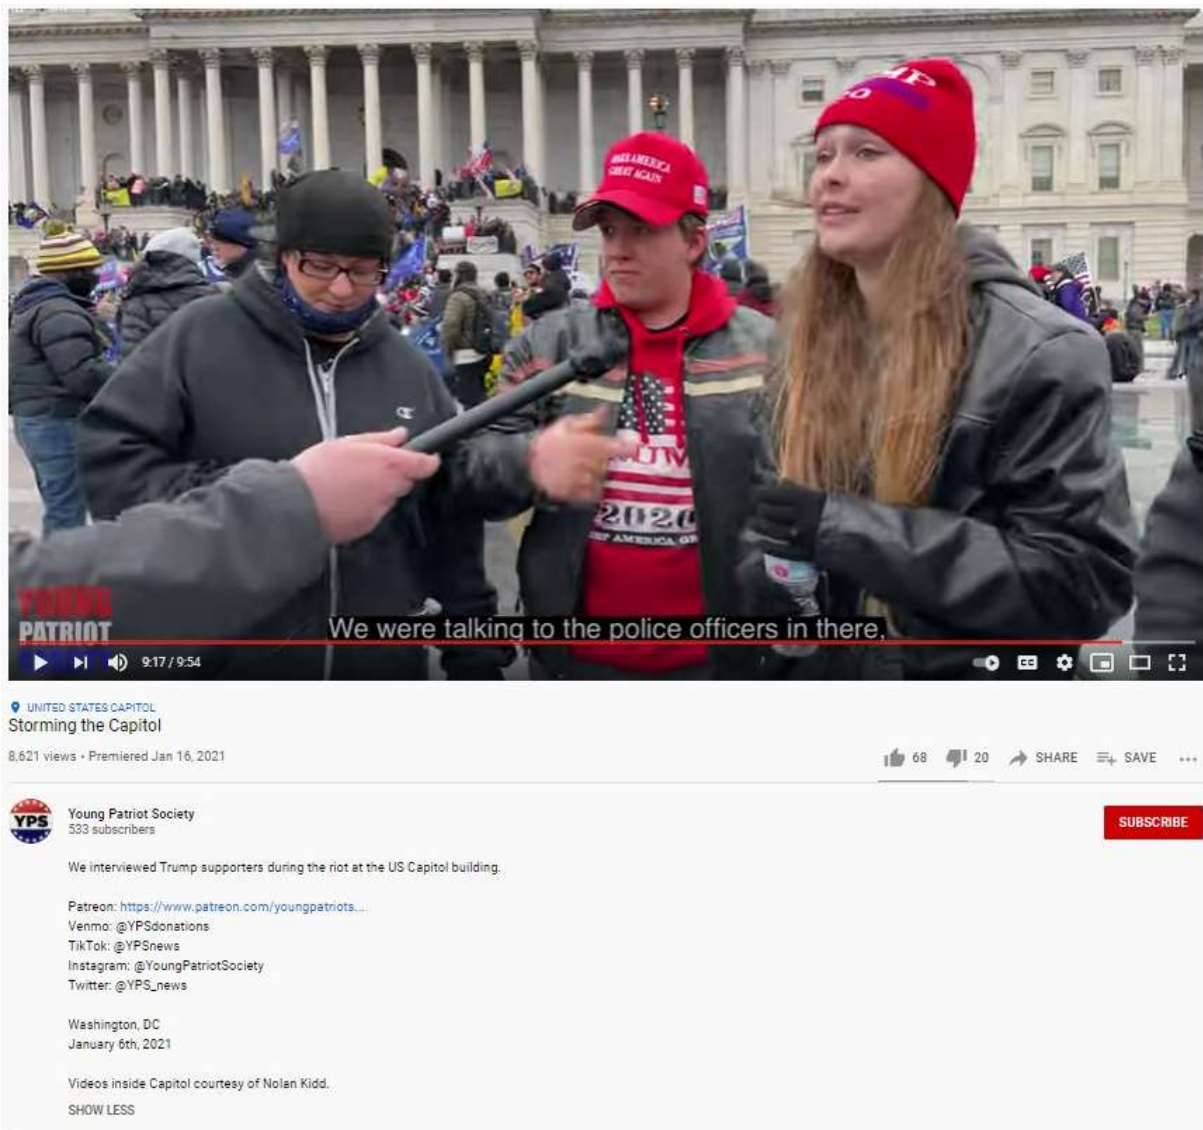 MAKE AMERICA
GREAT AGAIN
2020
YOUNG
PATRIOT
We were talking to the police officers in there,
9:17 / 9:54
CC
UNITED STATES CAPITOL
Storming the Capitol
8,621 views • Premiered Jan 16, 2021
68
20
SHARE
SAVE
YPS
Young Patriot Society
533 subscribers
SUBSCRIBE
We interviewed Trump supporters during the riot at the US Capitol building.
Patreon: https://www.patreon.com/youngpatriots...
Venmo: @YPSdonations
TikTok: @YPSnews
Instagram: @YoungPatriotSociety
Twitter: @YPS_news
Washington, DC
January 6th, 2021
Videos inside Capitol courtesy of Nolan Kidd.
SHOW LESS